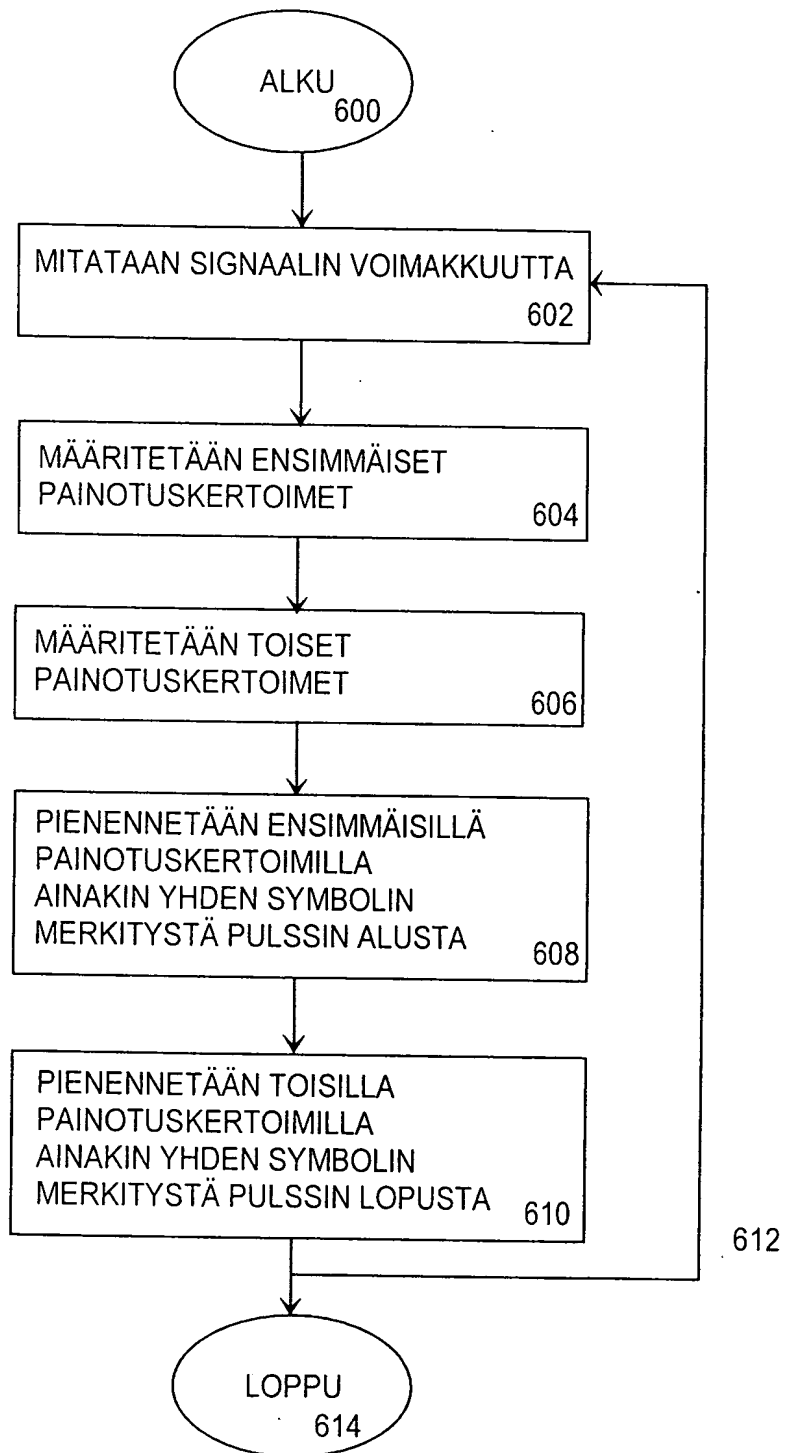 ALKU
600
MITATAAN SIGNAALIN VOIMAKKUUTTA
602
MÄÄRITETÄÄN ENSIMMÄISET
PAINOTUSKERTOIMET
604
MÄÄRITETÄÄN TOISET
PAINOTUSKERTOIMET
606
PIENENNETÄÄN ENSIMMÄISILLÄ
PAINOTUSKERTOIMILLA
AINAKIN YHDEN SYMBOLIN
MERKITYSTÄ PULSSIN ALUSTA
608
PIENENNETÄÄN TOISILLA
PAINOTUSKERTOIMILLA
AINAKIN YHDEN SYMBOLIN
MERKITYSTÄ PULSSIN LOPUSTA
610
612
LOPPU
614